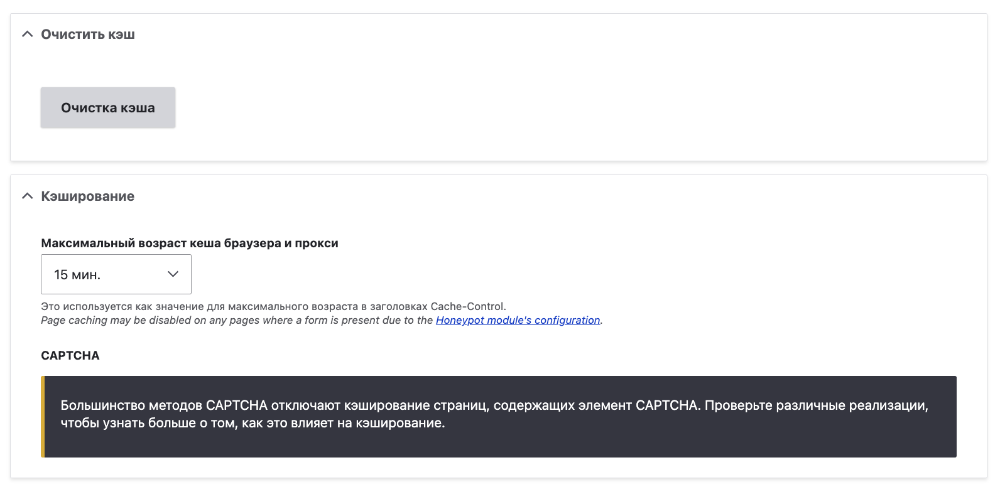 Очистить кэш
Очистка кэша
Кэширование
Максимальный возраст кеша браузера и прокси
15 мин.
Это используется как значение для максимального возраста в заголовках Cache-Control.
Page caching may be disabled on any pages where a form is present due to the Honeypot module's configuration.
CAPTCHA
Большинство методов CAPTCHA отключают кэширование страниц, содержащих элемент CAPTCHA. Проверьте различные реализации,
чтобы узнать больше о том, как это влияет на кэширование.